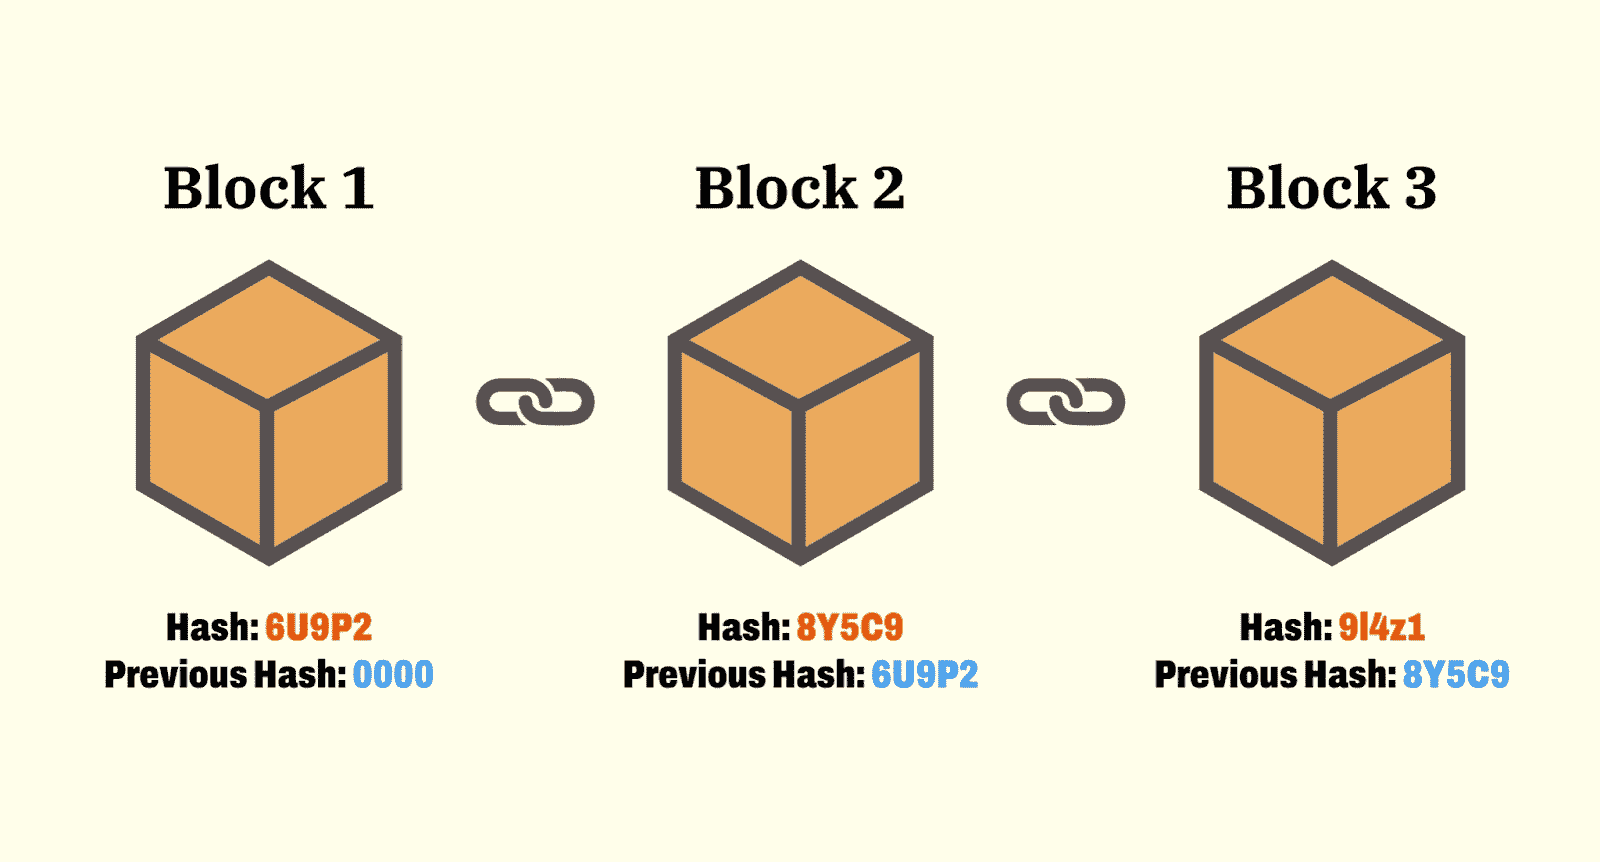 Block 1
Block 2
Block 3
Hash: 6U9P2
Previous Hash: 0000
Hash: 8Y5C9
Previous Hash: 6U9P2
Hash: 9l4z1
Previous Hash: 8Y5C9